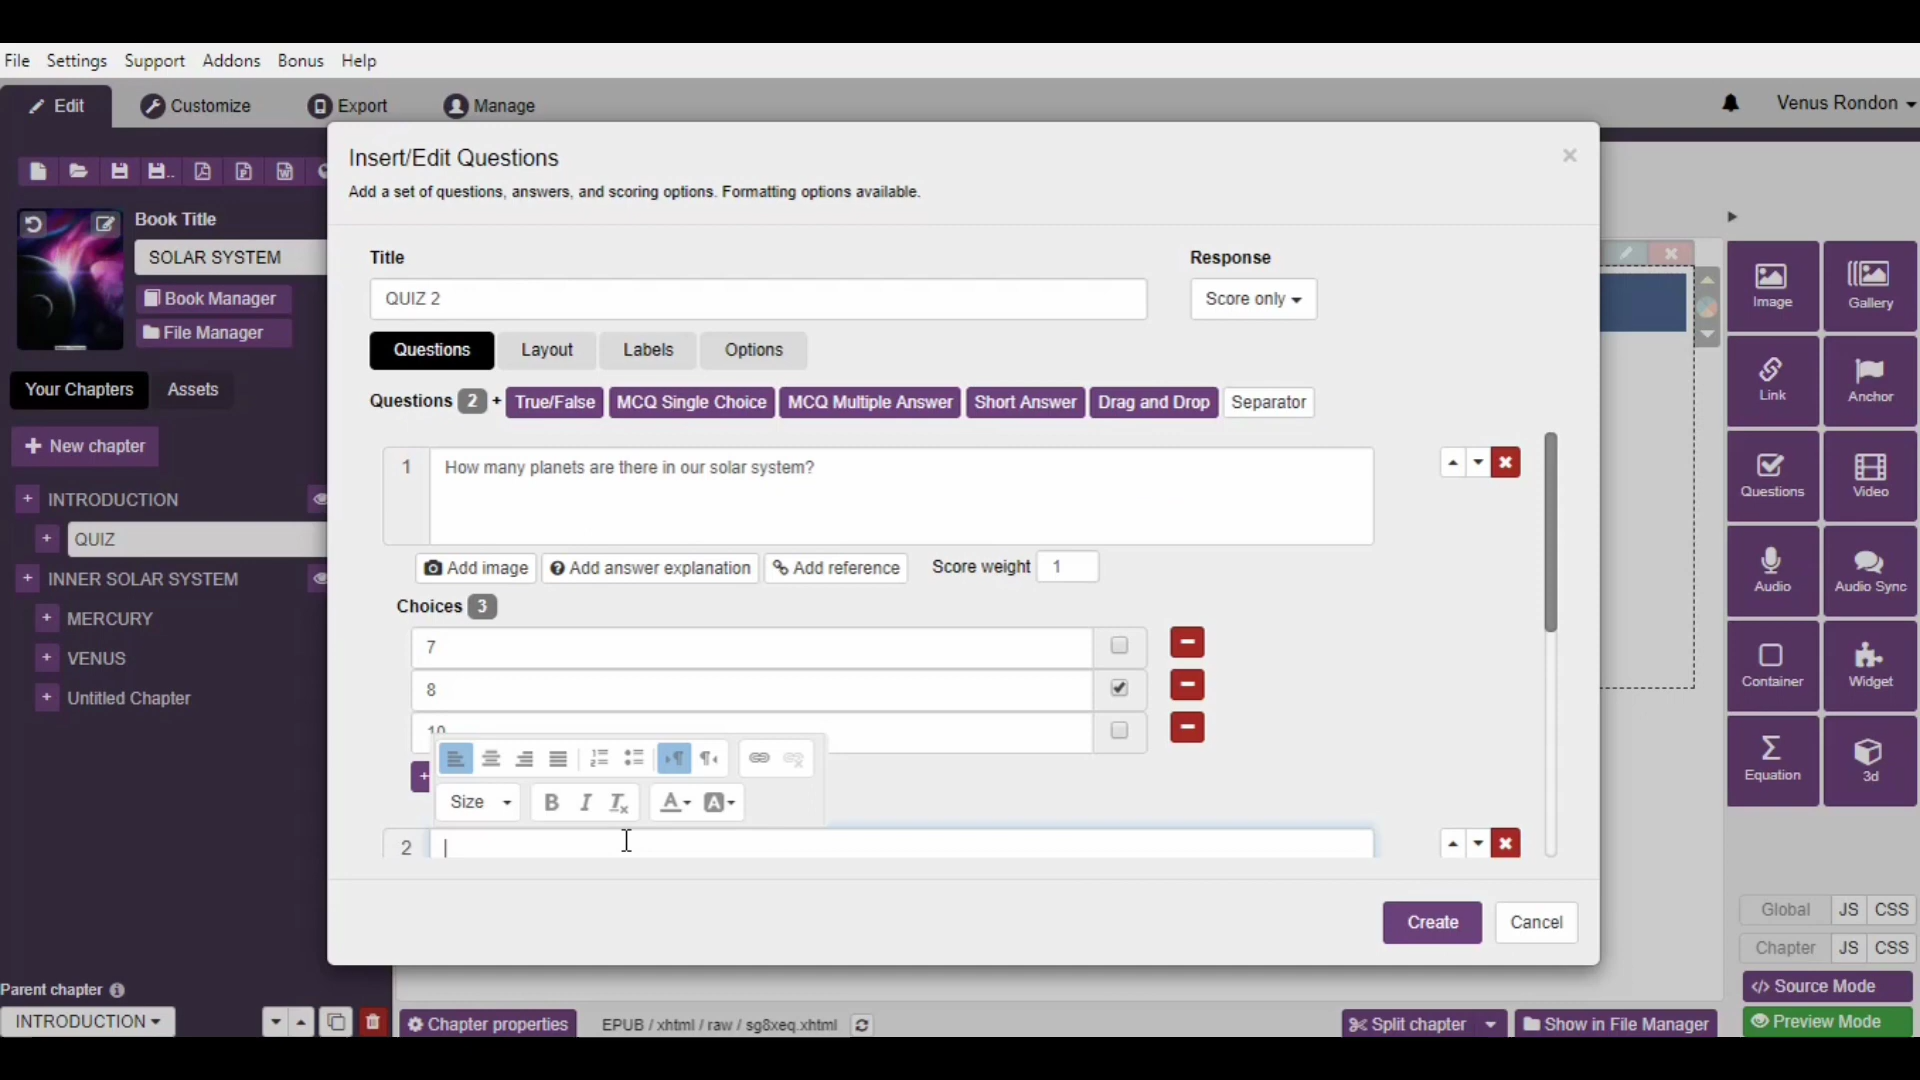 File Settings Support Addons Bonus Help
Edit Customize Export Manage Venus Rondon
Insert/Edit Questions
Add a set of questions, answers, and scoring options. Formatting options available.
Book Title
SOLAR SYSTEM
Book Manager
File Manager
Your Chapters Assets
+ New chapter
+ INTRODUCTION
+ QUIZ
+ INNER SOLAR SYSTEM
+ MERCURY
+ VENUS
+ Untitled Chapter
Parent chapter
INTRODUCTION
Title Response
QUIZ 2 Score only
Questions Layout Labels Options
Questions 2 + True/False MCQ Single Choice MCQ Multiple Answer Short Answer Drag and Drop Separator
1 How many planets are there in our solar system?
Add image Add answer explanation Add reference Score weight 1
Choices 3
7
8
10
Size B I Tx A A
2
Create Cancel
Image Gallery
Link Anchor
Questions Video
Audio Audio Sync
Container Widget
Equation 3d
Global JS CSS
Chapter JS CSS
</> Source Mode
Preview Mode
Chapter properties EPUB / xhtml / raw / sg8xeq.xhtml Split chapter Show in File Manager